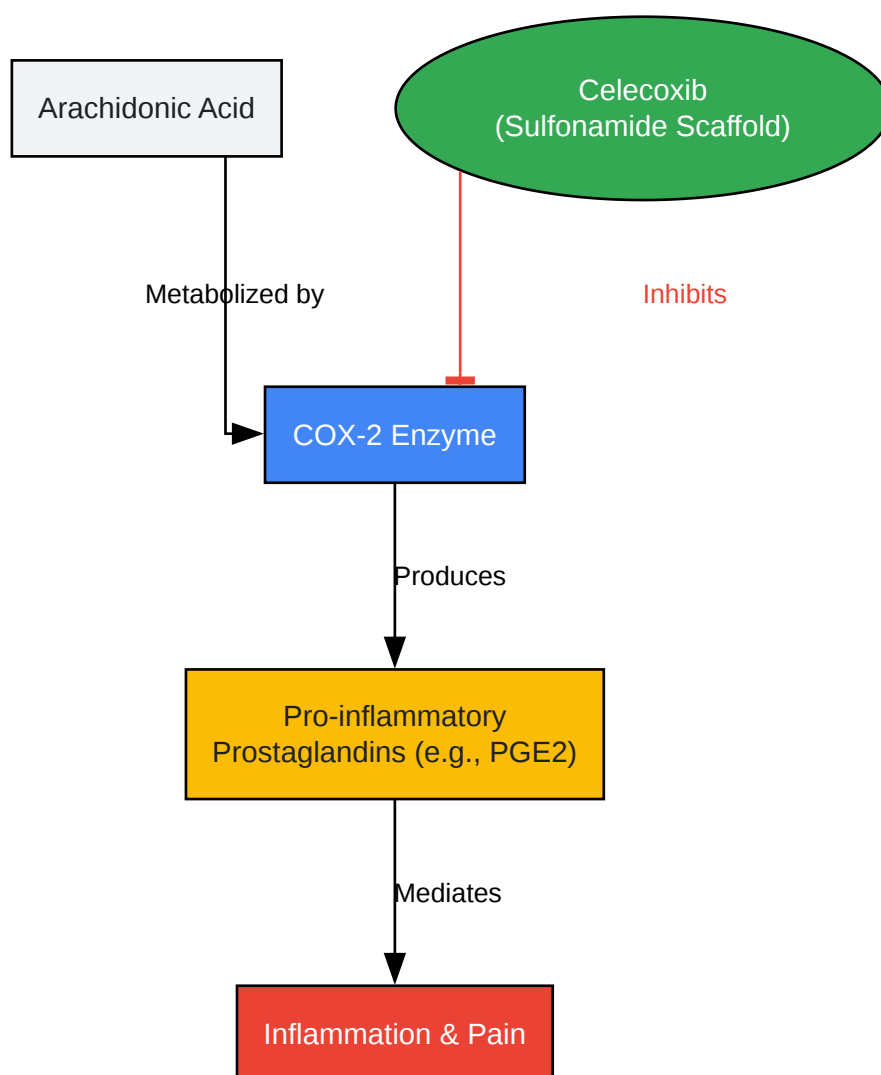 Arachidonic Acid
Celecoxib
(Sulfonamide Scaffold)
Metabolized by
Inhibits
COX-2 Enzyme
Produces
Pro-inflammatory
Prostaglandins (e.g., PGE2)
Mediates
Inflammation & Pain